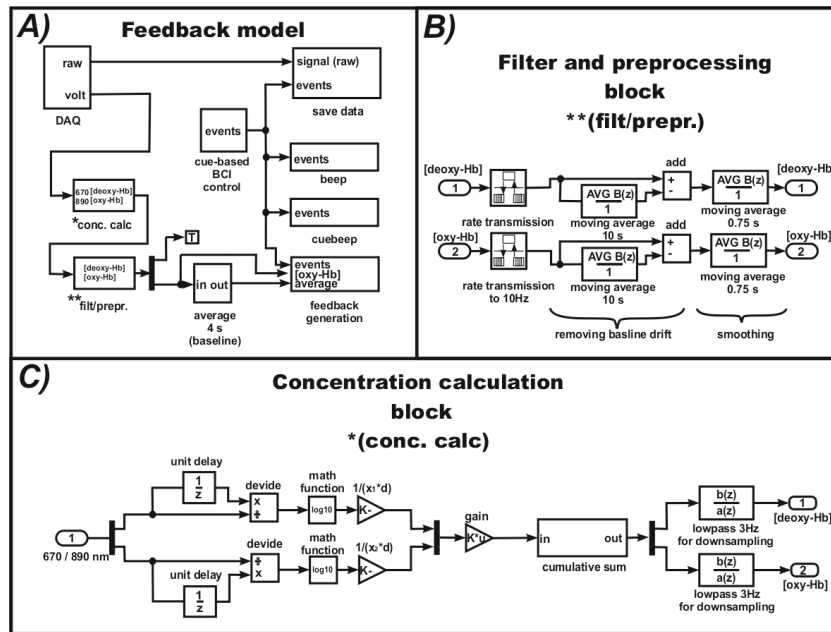 A)
Feedback model
raw
volt
DAQ
signal (raw)
events
save data
events
cue-based
BCI
control
events
beep
events
cuebeep
670 [deoxy-Hb]
890 [oxy-Hb]
*conc. calc
T
[deoxy-Hb]
[oxy-Hb]
**filt/prepr.
in out
average
4 s
(baseline)
events
[oxy-Hb]
average
feedback
generation
B)
Filter and preprocessing
block
**(filt/prepr.)
[deoxy-Hb]
1
rate transmission
AVG B(z)
1
moving average
10 s
add
+
-
AVG B(z)
1
moving average
0.75 s
[deoxy-Hb]
1
[oxy-Hb]
2
rate transmission
to 10Hz
AVG B(z)
1
moving average
10 s
add
+
-
AVG B(z)
1
moving average
0.75 s
[oxy-Hb]
2
removing basline drift
smoothing
C)
Concentration calculation
block
*(conc. calc)
1
670 / 890 nm
unit delay
1
z
devide
x
÷
math
function
log10
1/(x₁*d)
K-
unit delay
1
z
devide
÷
x
math
function
log10
1/(x₂*d)
K-
gain
K*u
in out
cumulative sum
b(z)
a(z)
lowpass 3Hz
for downsampling
1
[deoxy-Hb]
b(z)
a(z)
lowpass 3Hz
for downsampling
2
[oxy-Hb]